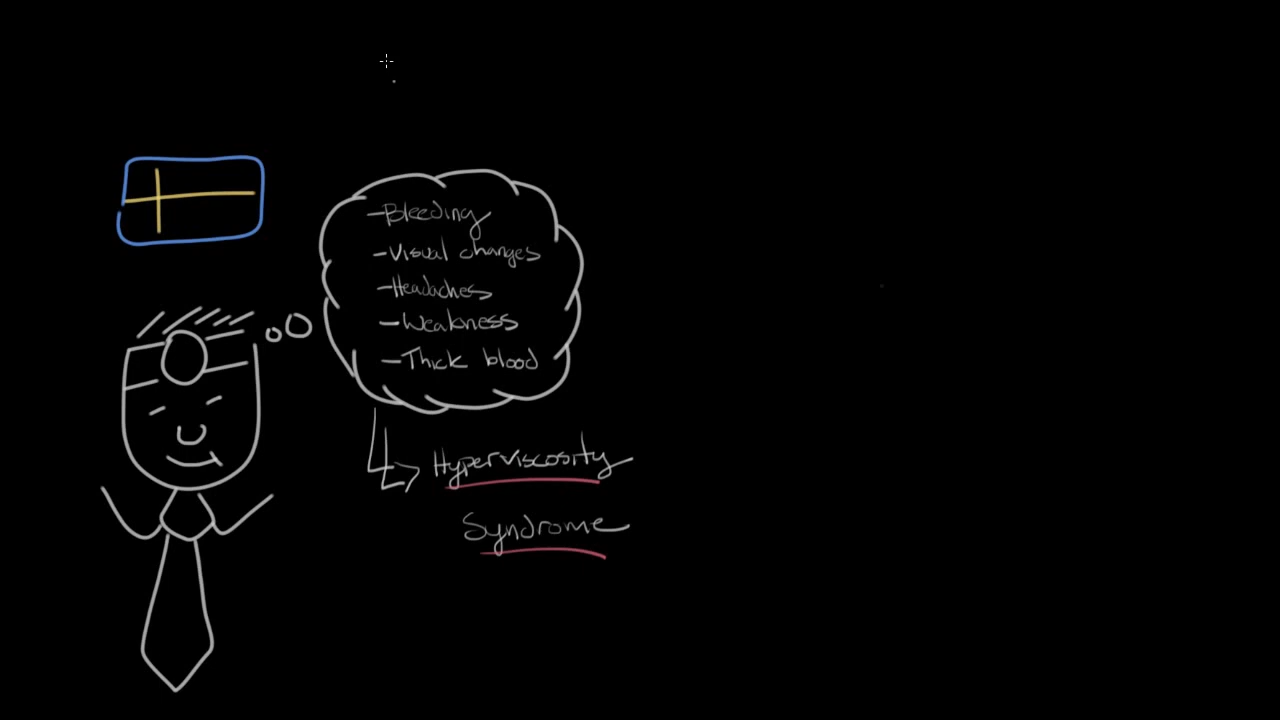 -Bleeding
-Visual changes
-Headaches
-Weakness
-Thick blood
Hyperviscosity
Syndrome